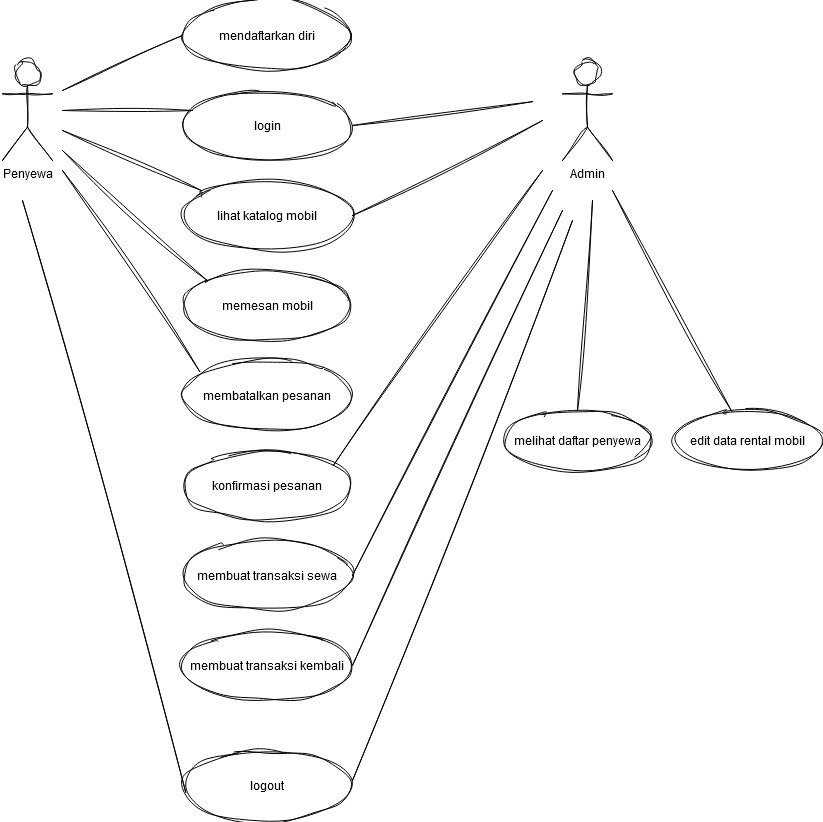 mendaftarkan diri
login
Penyewa
Admin
lihat katalog mobil
memesan mobil
membatalkan pesanan
melihat daftar penyewa
edit data rental mobil
konfirmasi pesanan
membuat transaksi sewa
membuat transaksi kembali
logout